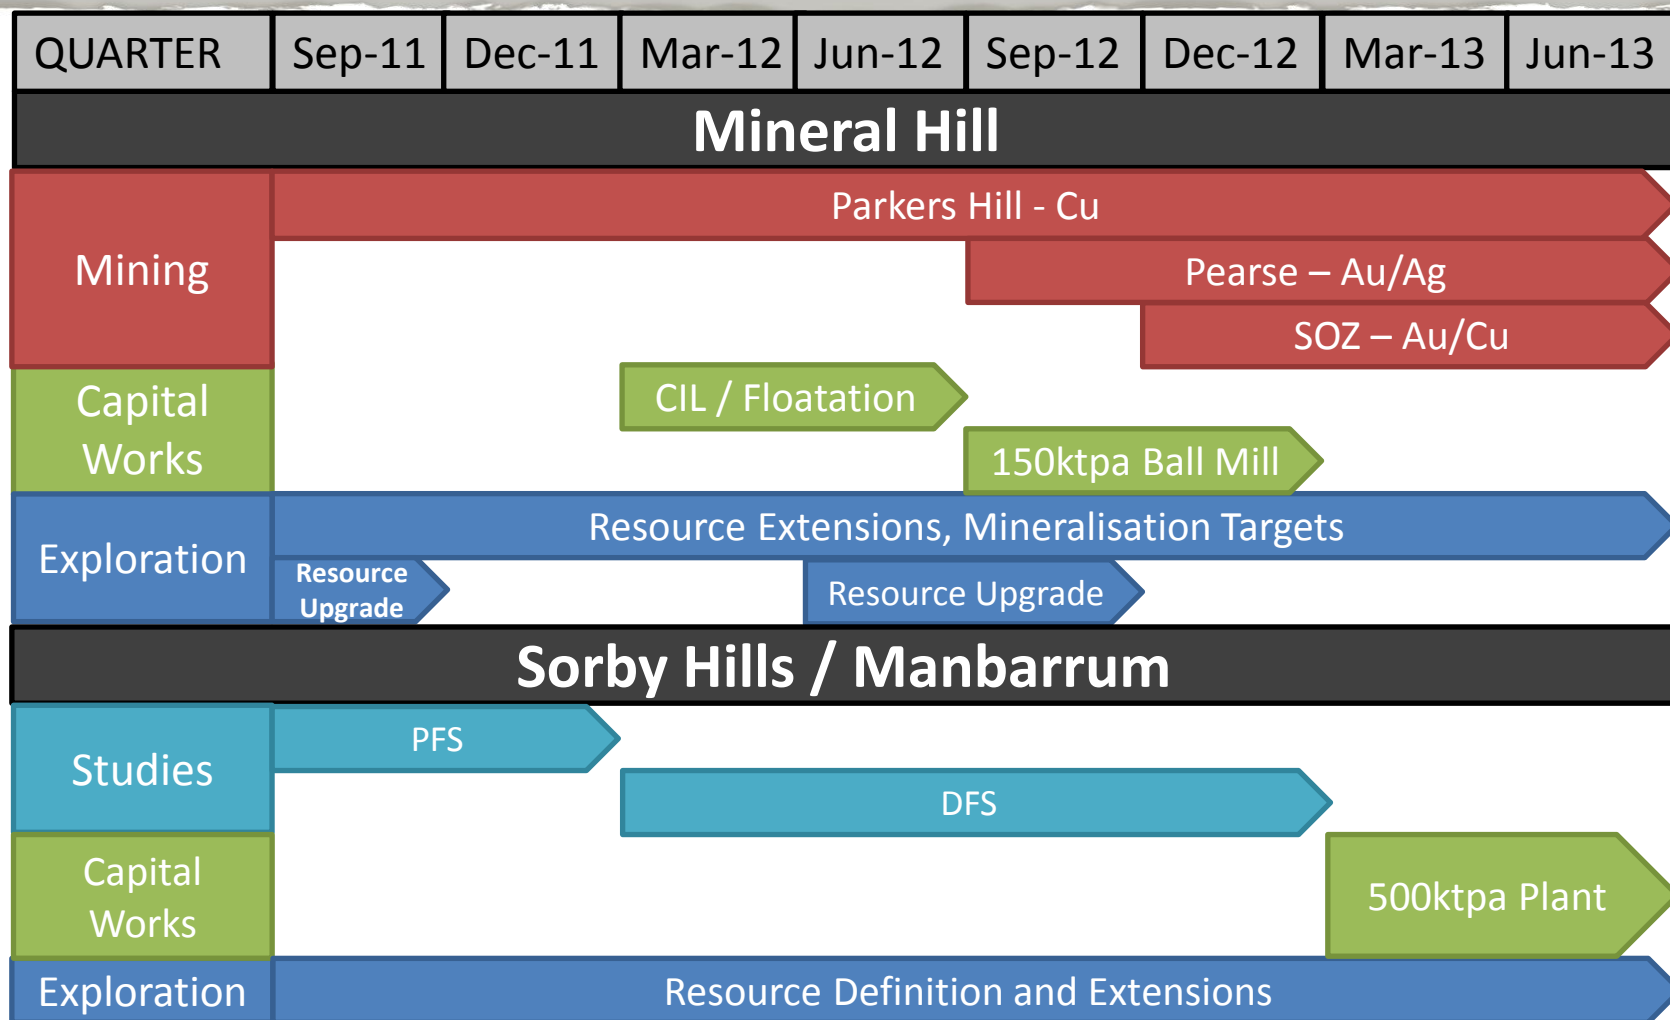 QUARTER Sep-11 Dec-11 Mar-12 Jun-12 Sep-12 Dec-12 Mar-13 Jun-13
Mineral Hill
Mining
Parkers Hill - Cu
Pearse – Au/Ag
SOZ – Au/Cu
Capital
Works
CIL / Floatation
150ktpa Ball Mill
Exploration
Resource Extensions, Mineralisation Targets
Resource
Upgrade
Resource Upgrade
Sorby Hills / Manbarrum
Studies
PFS
DFS
Capital
Works
500ktpa Plant
Exploration
Resource Definition and Extensions